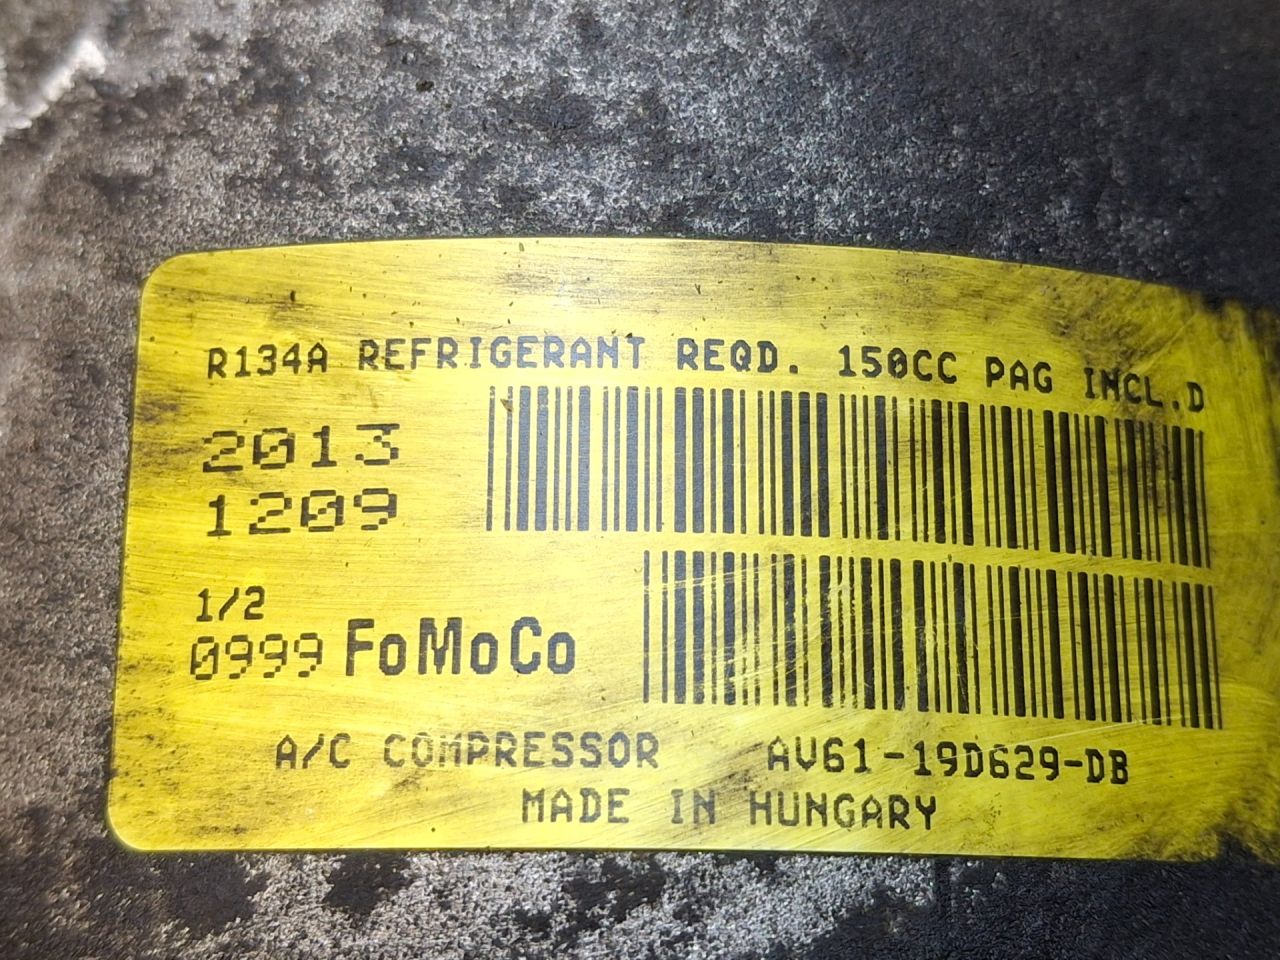 R134A REFRIGERANT REQD. 150CC PAG INCL.D
2013
1209
1/2
0999 FoMoCo
A/C COMPRESSOR AV61-19D629-DB
MADE IN HUNGARY